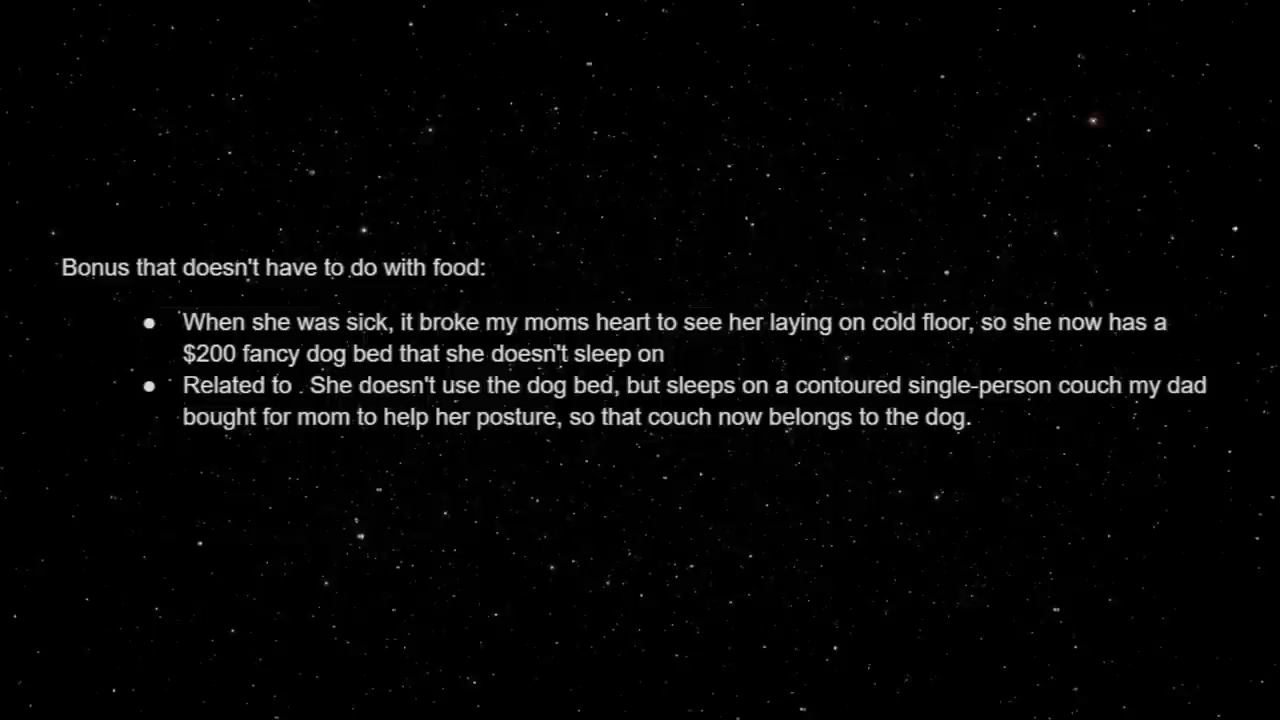 Bonus that doesn't have to do with food:
● When she was sick, it broke my moms heart to see her laying on cold floor, so she now has a
$200 fancy dog bed that she doesn't sleep on
● Related to . She doesn't use the dog bed, but sleeps on a contoured single-person couch my dad
bought for mom to help her posture, so that couch now belongs to the dog.